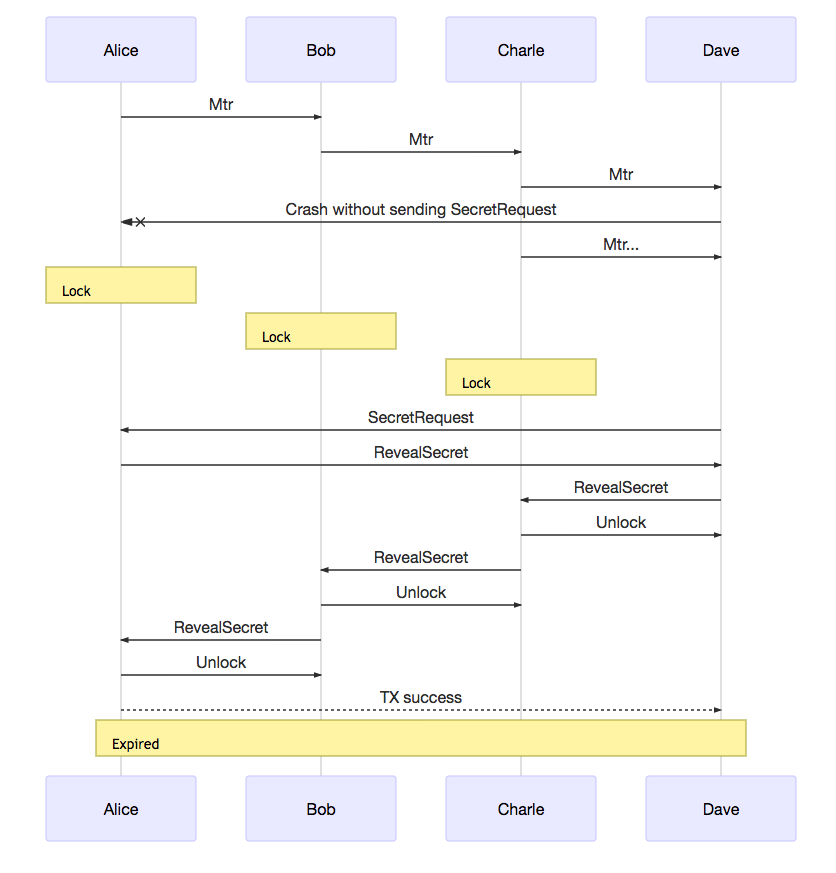 Alice
Bob
Charle
Dave
Mtr
Mtr
Mtr
Crash without sending SecretRequest
Mtr...
Lock
Lock
Lock
SecretRequest
RevealSecret
RevealSecret
Unlock
RevealSecret
Unlock
RevealSecret
Unlock
TX success
Expired
Alice
Bob
Charle
Dave